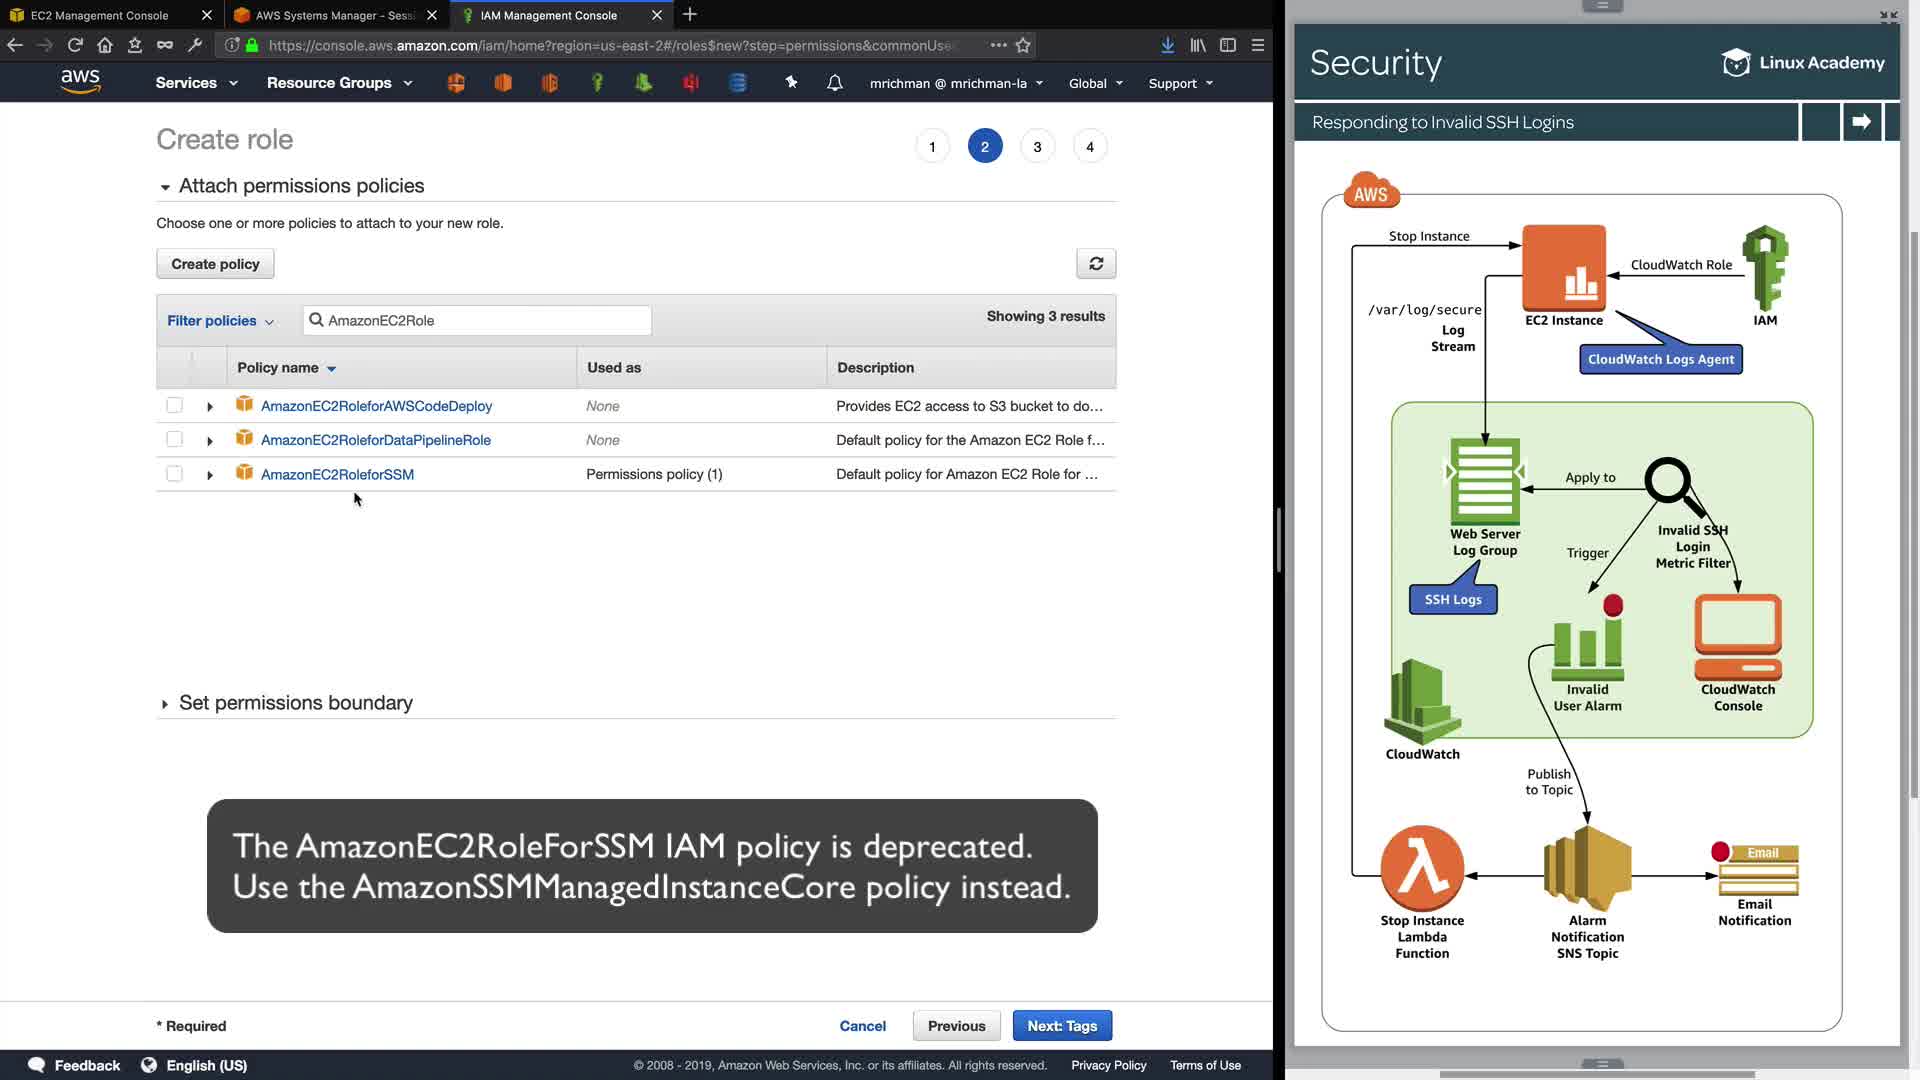 EC2 Management Console
AWS Systems Manager - Sess
IAM Management Console
https://console.aws.amazon.com/iam/home?region=us-east-2#/roles$new?step=permissions&commonUse
aws
Services
Resource Groups
mrichman @ mrichman-la
Global
Support
Create role
1
2
3
4
Attach permissions policies
Choose one or more policies to attach to your new role.
Create policy
Filter policies
AmazonEC2Role
Showing 3 results
Policy name
Used as
Description
AmazonEC2RoleforAWSCodeDeploy
None
Provides EC2 access to S3 bucket to do…
AmazonEC2RoleforDataPipelineRole
None
Default policy for the Amazon EC2 Role f…
AmazonEC2RoleforSSM
Permissions policy (1)
Default policy for Amazon EC2 Role for …
Set permissions boundary
The AmazonEC2RoleForSSM IAM policy is deprecated.
Use the AmazonSSMManagedInstanceCore policy instead.
* Required
Cancel
Previous
Next: Tags
Feedback
English (US)
© 2008 - 2019, Amazon Web Services, Inc. or its affiliates. All rights reserved.
Privacy Policy
Terms of Use
Security
Linux Academy
Responding to Invalid SSH Logins
AWS
Stop Instance
CloudWatch Role
/var/log/secure
Log
Stream
EC2 Instance
IAM
CloudWatch Logs Agent
Apply to
Web Server
Log Group
Invalid SSH
Login
Metric Filter
Trigger
SSH Logs
Invalid
User Alarm
CloudWatch
Console
CloudWatch
Publish
to Topic
Email
Stop Instance
Lambda
Function
Alarm
Notification
SNS Topic
Email
Notification